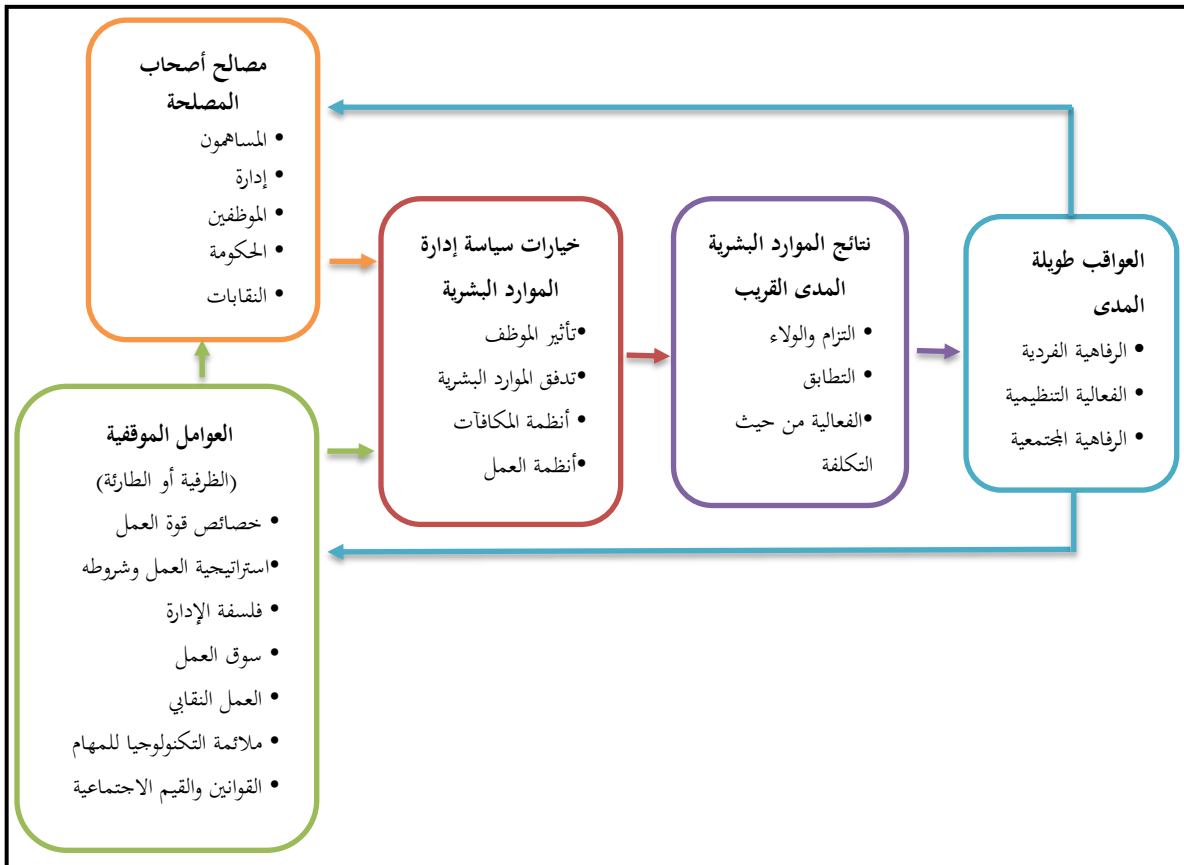 مصالح أصحاب
المصلحة
• المساهمون
• إدارة
• الموظفين
• الحكومة
• النقابات
العوامل الموقفية
(الظرفية أو الطارئة)
• خصائص قوة العمل
•استراتيجية العمل وشروطه
• فلسفة الإدارة
• سوق العمل
• العمل النقابي
• ملائمة التكنولوجيا للمهام
• القوانين والقيم الاجتماعية
خيارات سياسة إدارة
الموارد البشرية
•تأثير الموظف
•تدفق الموارد البشرية
• أنظمة المكافآت
•أنظمة العمل
نتائج الموارد البشرية
المدى القريب
• التزام والولاء
• التطابق
•الفعالية من حيث
التكلفة
العواقب طويلة
المدى
• الرفاهية الفردية
• الفعالية التنظيمية
• الرفاهية المجتمعية